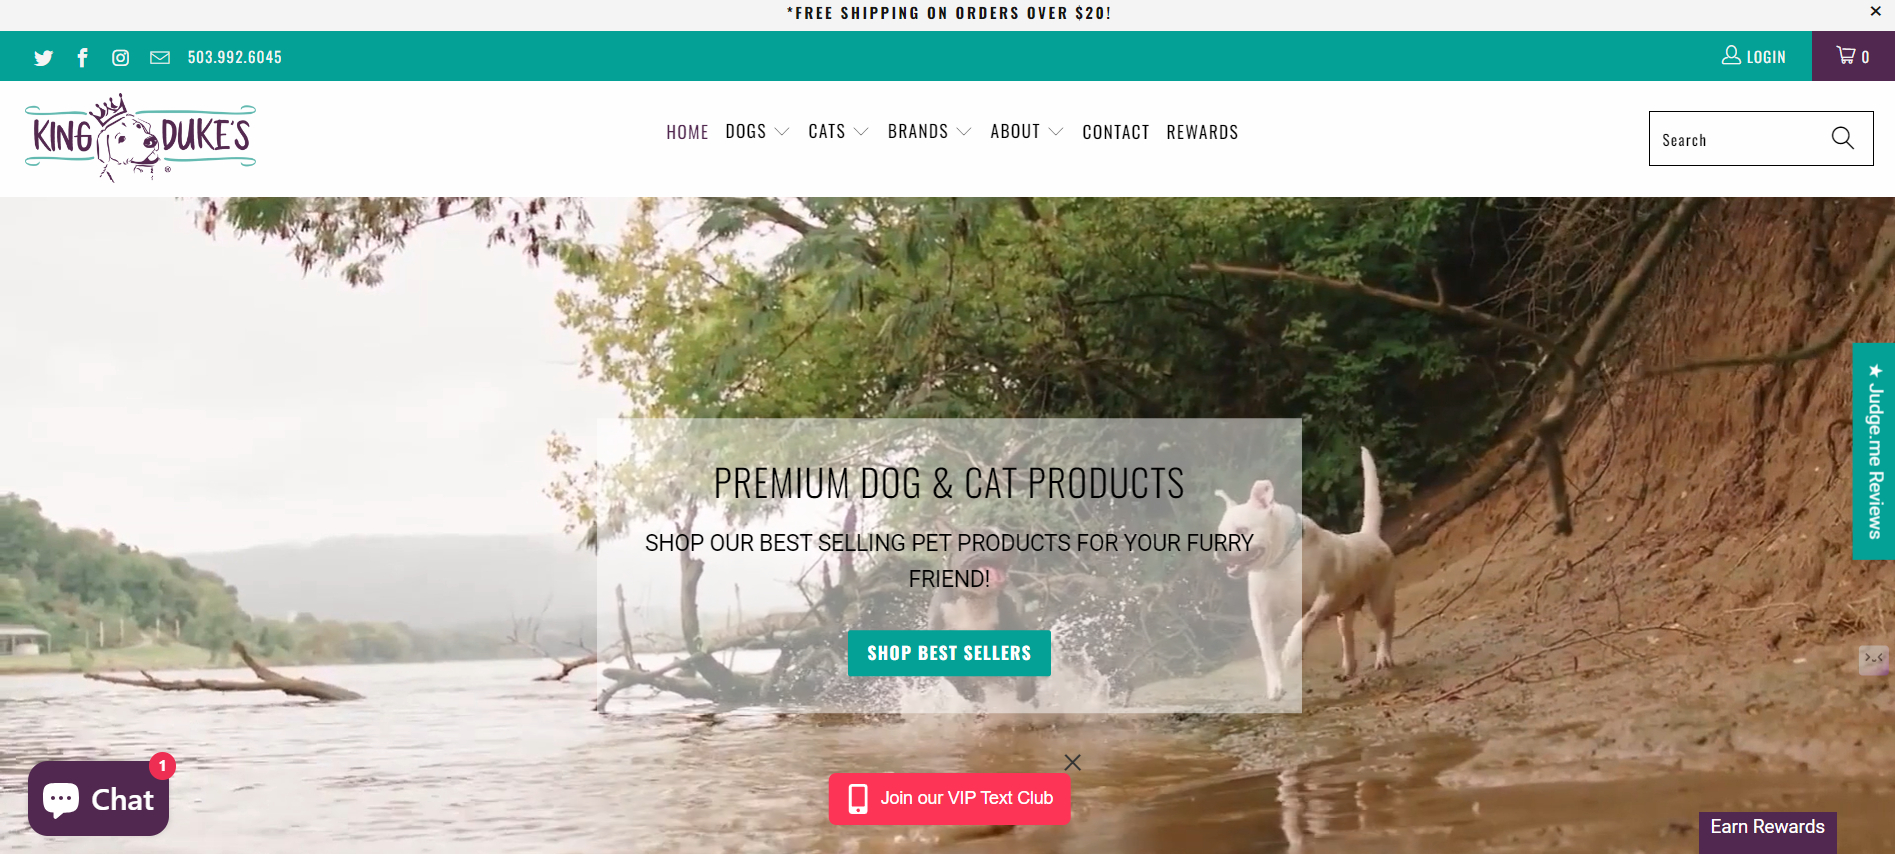 *FREE SHIPPING ON ORDERS OVER $20!
503.992.6045
LOGIN
0
KING DUKE'S
®
HOME DOGS CATS BRANDS ABOUT CONTACT REWARDS
Search
PREMIUM DOG & CAT PRODUCTS
SHOP OUR BEST SELLING PET PRODUCTS FOR YOUR FURRY
FRIEND!
SHOP BEST SELLERS
★ Judge.me Reviews
1
Chat
Join our VIP Text Club
Earn Rewards